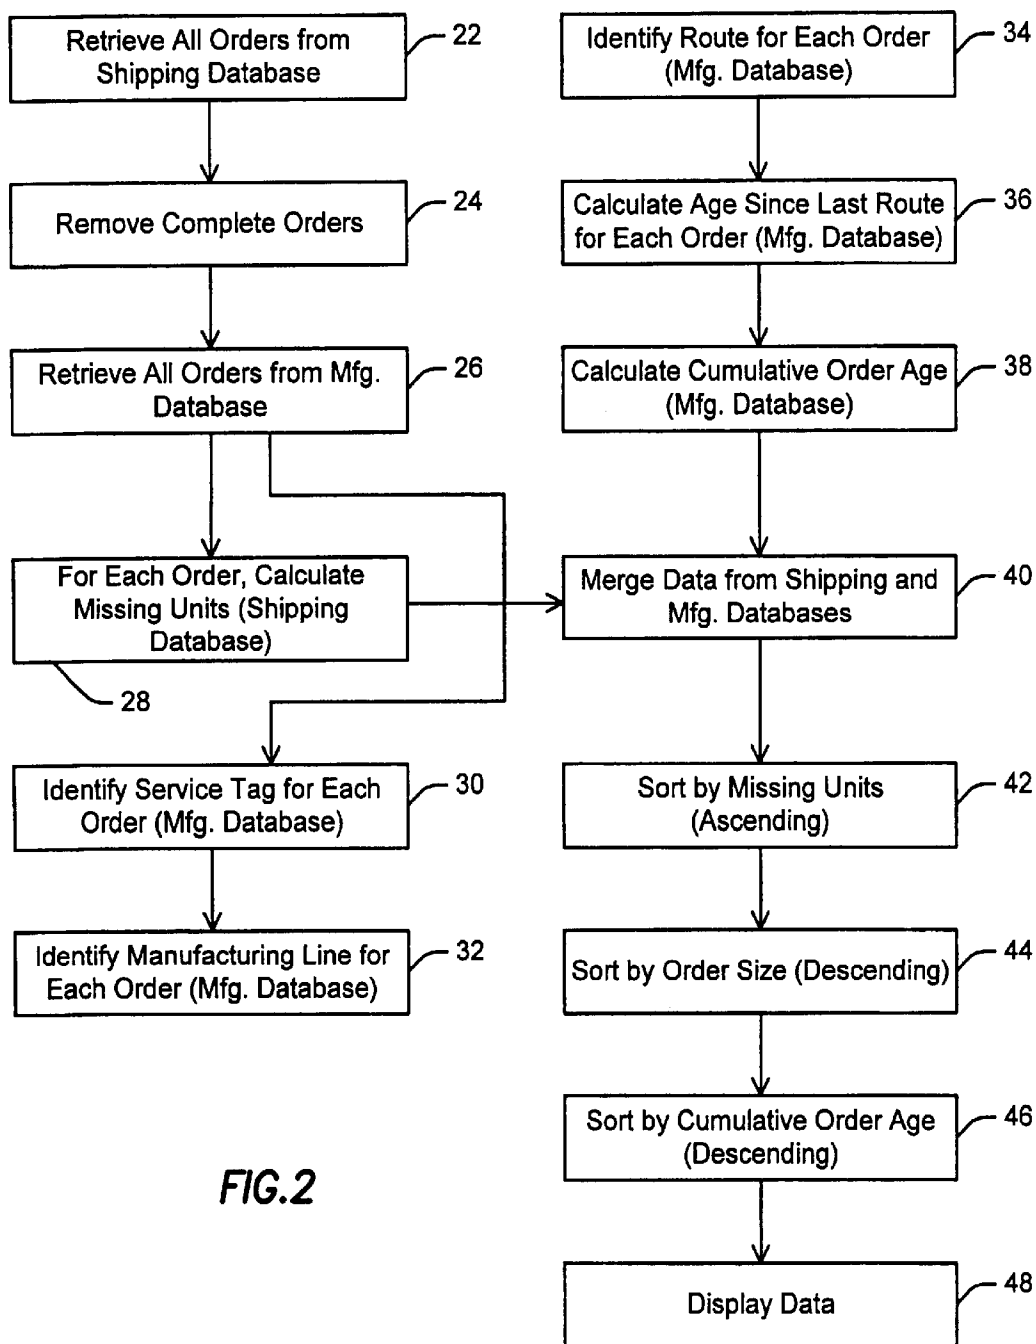 Retrieve All Orders from
Shipping Database
22
Remove Complete Orders
24
Retrieve All Orders from Mfg.
Database
26
For Each Order, Calculate
Missing Units (Shipping
Database)
28
Identify Service Tag for Each
Order (Mfg. Database)
30
Identify Manufacturing Line for
Each Order (Mfg. Database)
32
Identify Route for Each Order
(Mfg. Database)
34
Calculate Age Since Last Route
for Each Order (Mfg. Database)
36
Calculate Cumulative Order Age
(Mfg. Database)
38
Merge Data from Shipping and
Mfg. Databases
40
Sort by Missing Units
(Ascending)
42
Sort by Order Size (Descending)
44
Sort by Cumulative Order Age
(Descending)
46
Display Data
48
FIG.2